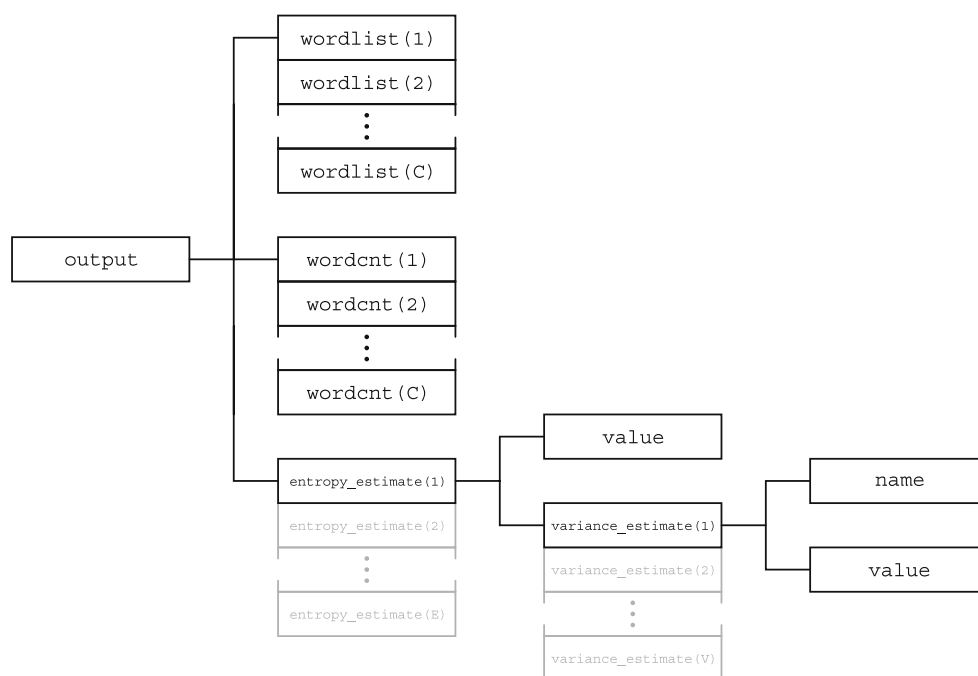 wordlist(1)
wordlist(2)
⋮
wordlist(C)
output
wordcnt(1)
wordcnt(2)
⋮
wordcnt(C)
entropy_estimate(1)
entropy_estimate(2)
⋮
entropy_estimate(E)
value
variance_estimate(1)
variance_estimate(2)
⋮
variance_estimate(V)
name
value